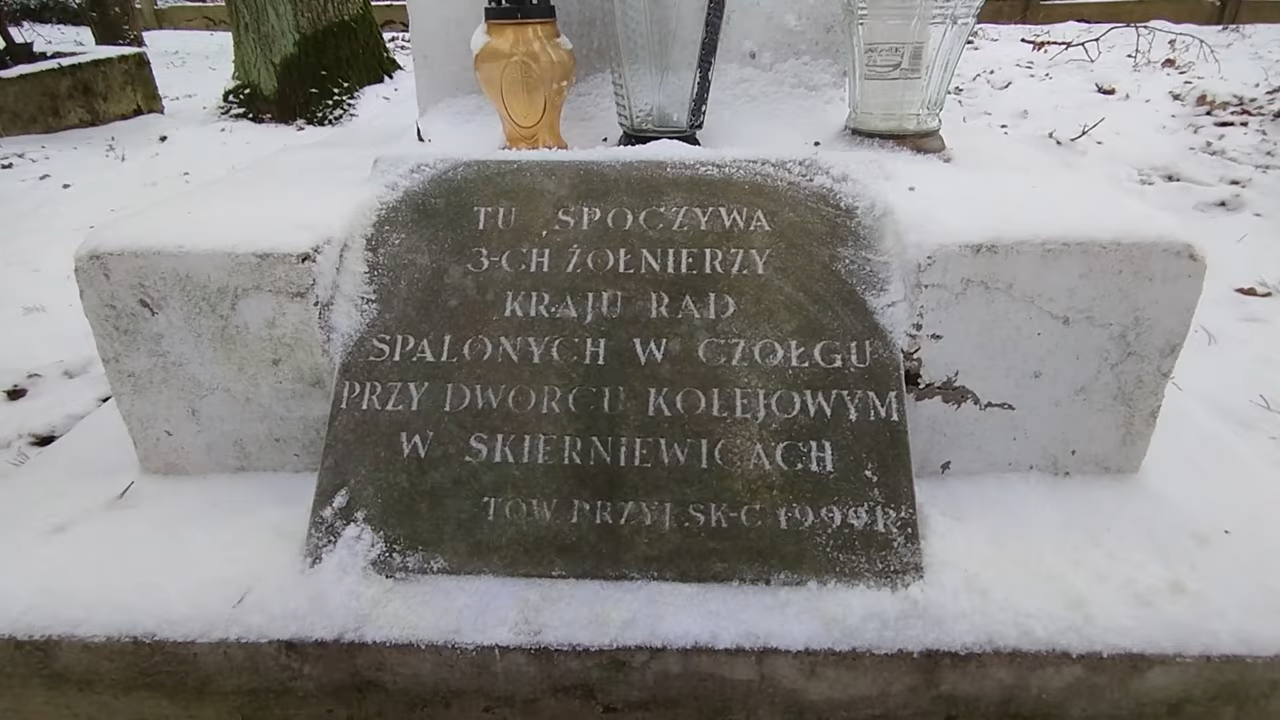 TU SPOCZYWA
3-CH ŻOŁNIERZY
KRAJU RAD
SPALONYCH W CZOŁGU
PRZY DWORCU KOLEJOWYM
W SKIERNIEWICACH
TOW PRZYJ. SK-C 1999R